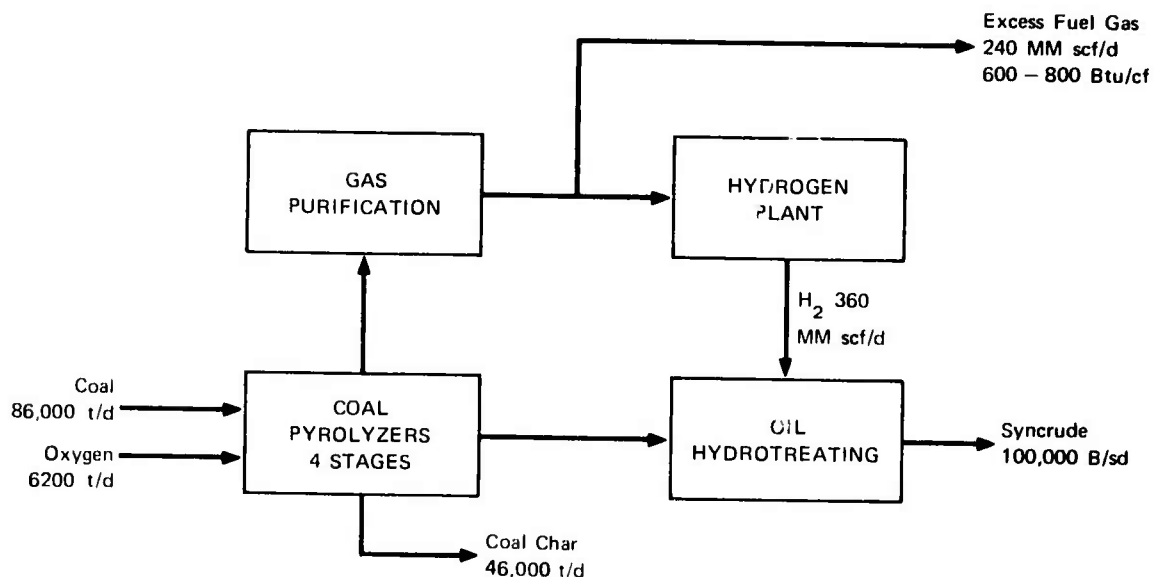 Excess Fuel Gas
240 MM scf/d
600 – 800 Btu/cf
GAS
PURIFICATION
HYDROGEN
PLANT
H2 360
MM scf/d
Coal
86,000 t/d
Oxygen
6200 t/d
COAL
PYROLYZERS
4 STAGES
OIL
HYDROTREATING
Syncrude
100,000 B/sd
Coal Char
46,000 t/d